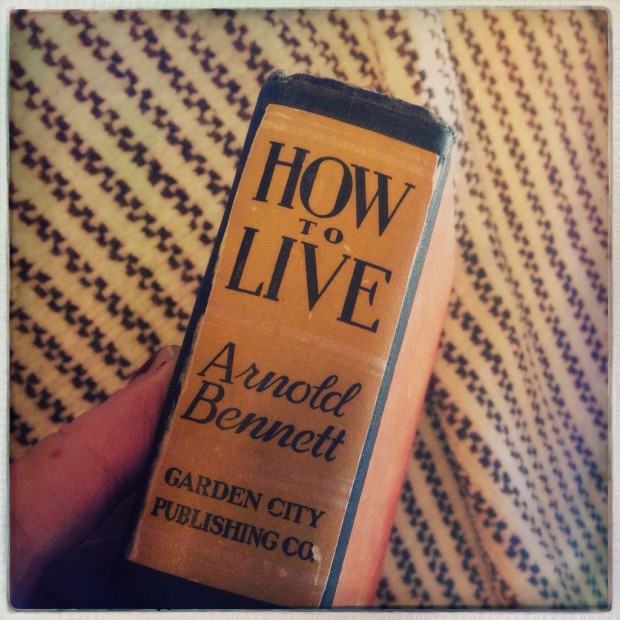 HOW
TO
LIVE
Arnold
Bennett
GARDEN CITY
PUBLISHING CO.